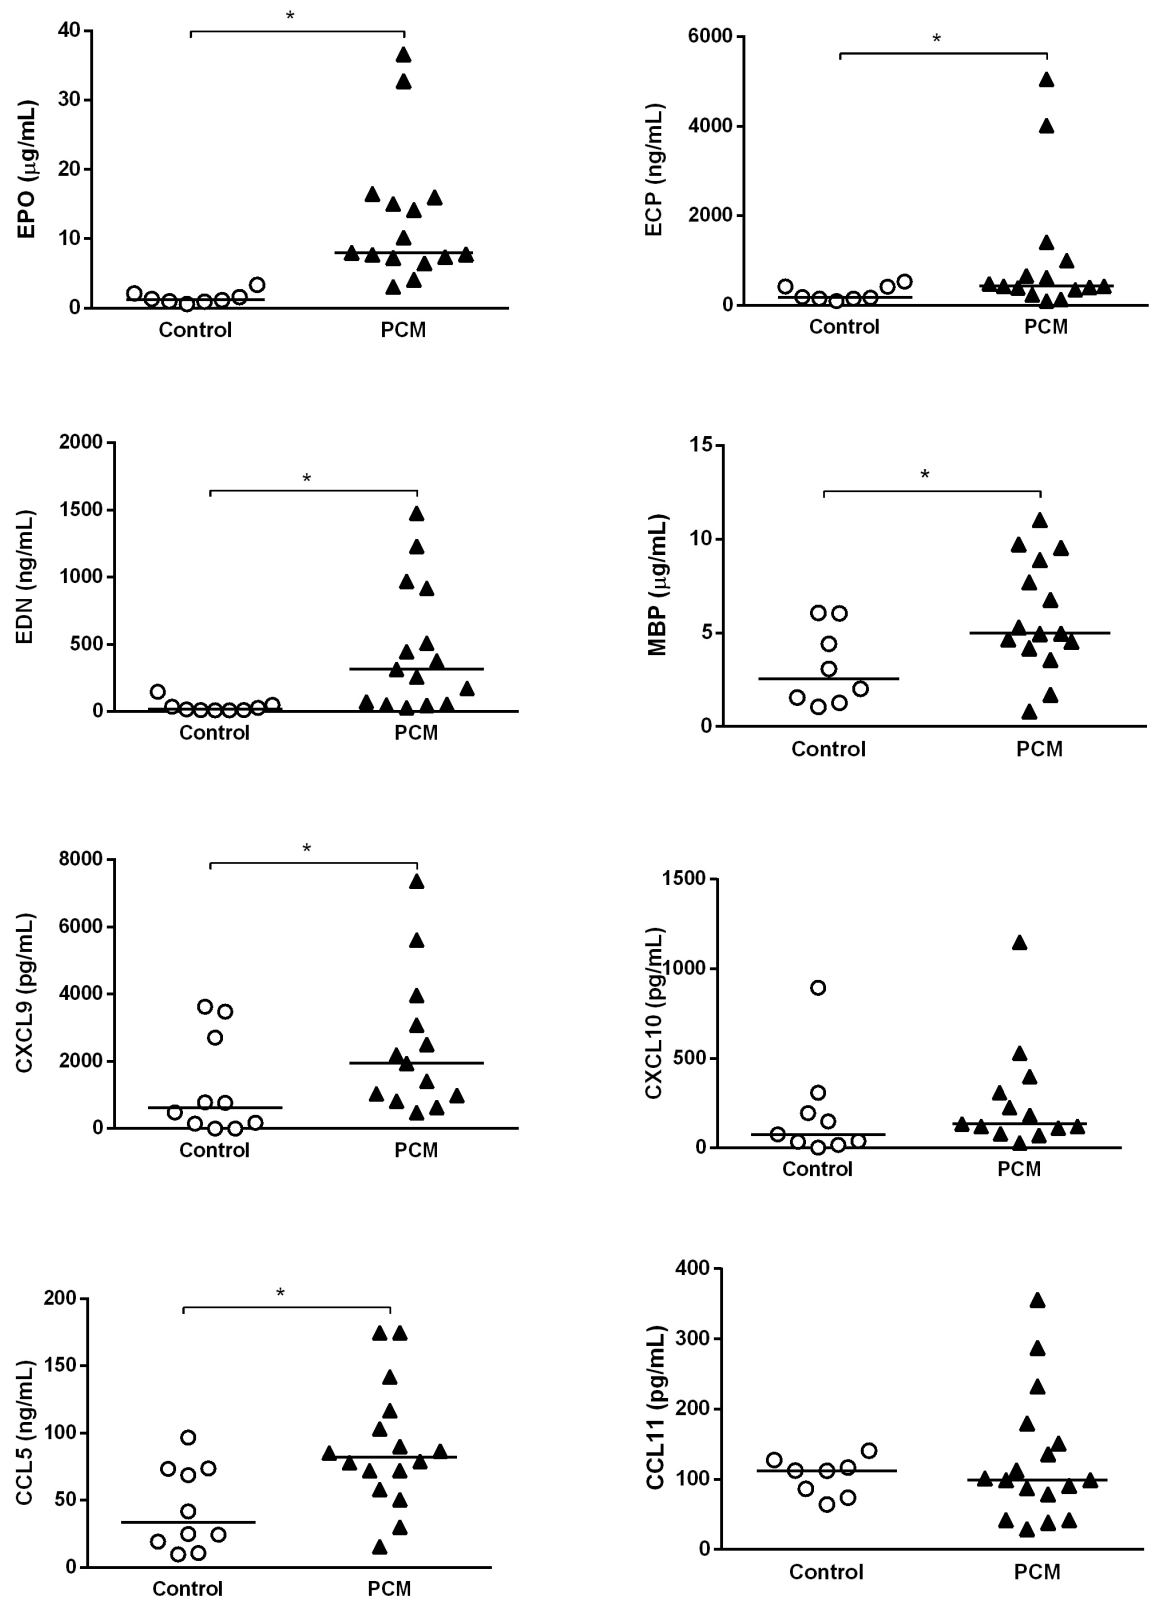 *
40
30
20
10
0
EPO (μg/mL)
Control
PCM
*
6000
4000
2000
0
ECP (ng/mL)
Control
PCM
*
2000
1500
1000
500
0
EDN (ng/mL)
Control
PCM
*
15
10
5
0
MBP (μg/mL)
Control
PCM
*
8000
6000
4000
2000
0
CXCL9 (pg/mL)
Control
PCM
1500
1000
500
0
CXCL10 (pg/mL)
Control
PCM
*
200
150
100
50
0
CCL5 (ng/mL)
Control
PCM
400
300
200
100
0
CCL11 (pg/mL)
Control
PCM